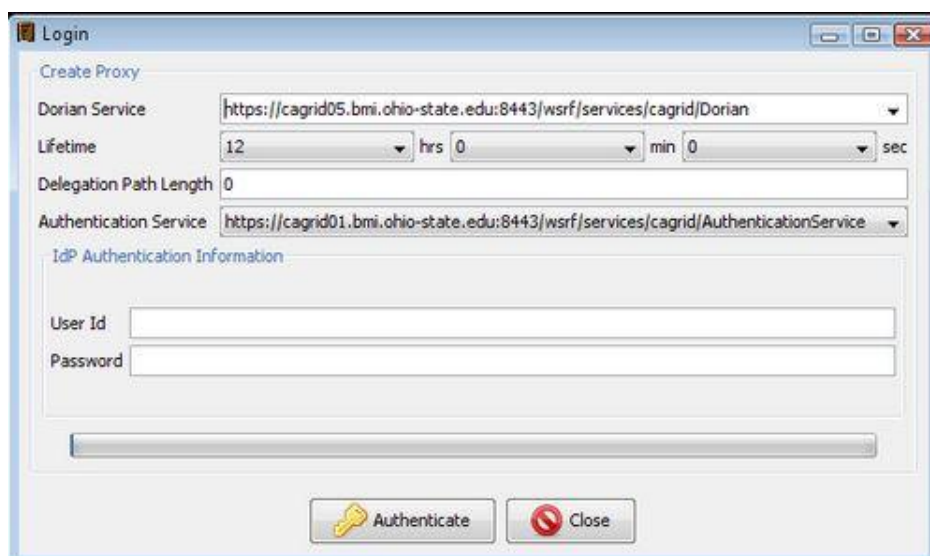 Login
Create Proxy
Dorian Service https://cagrid05.bmi.ohio-state.edu:8443/wsrf/services/cagrid/Dorian
Lifetime 12 hrs 0 min 0 sec
Delegation Path Length 0
Authentication Service https://cagrid01.bmi.ohio-state.edu:8443/wsrf/services/cagrid/AuthenticationService
IdP Authentication Information
User Id
Password
Authenticate Close